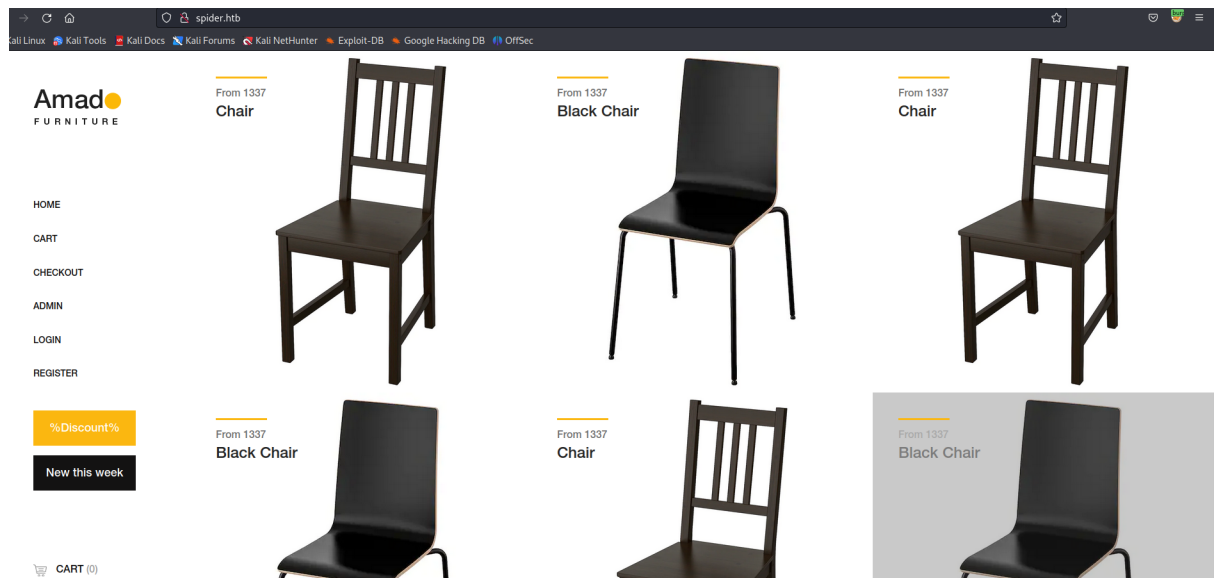 spider.htb
Kali Linux Kali Tools Kali Docs Kali Forums Kali NetHunter Exploit-DB Google Hacking DB OffSec
Amado
FURNITURE
HOME
CART
CHECKOUT
ADMIN
LOGIN
REGISTER
%Discount%
New this week
CART (0)
From 1337
Chair
From 1337
Black Chair
From 1337
Chair
From 1337
Black Chair
From 1337
Chair
From 1337
Black Chair